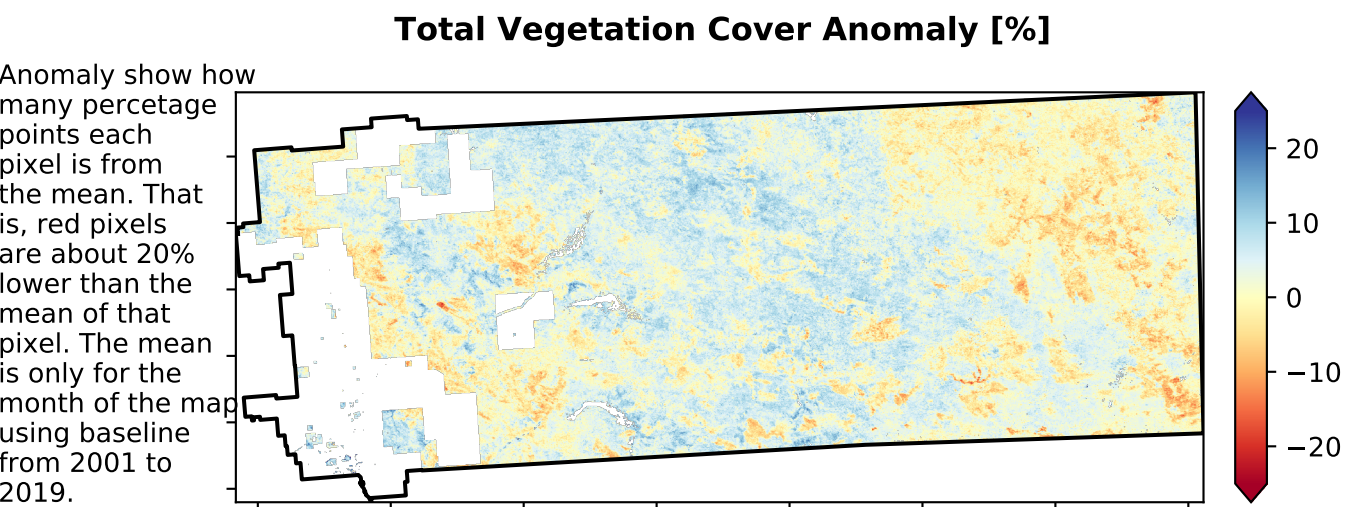 Total Vegetation Cover Anomaly [%]
Anomaly show how
many percetage
points each
pixel is from
the mean. That
is, red pixels
are about 20%
lower than the
mean of that
pixel. The mean
is only for the
month of the map
using baseline
from 2001 to
2019.
20
10
0
−10
−20